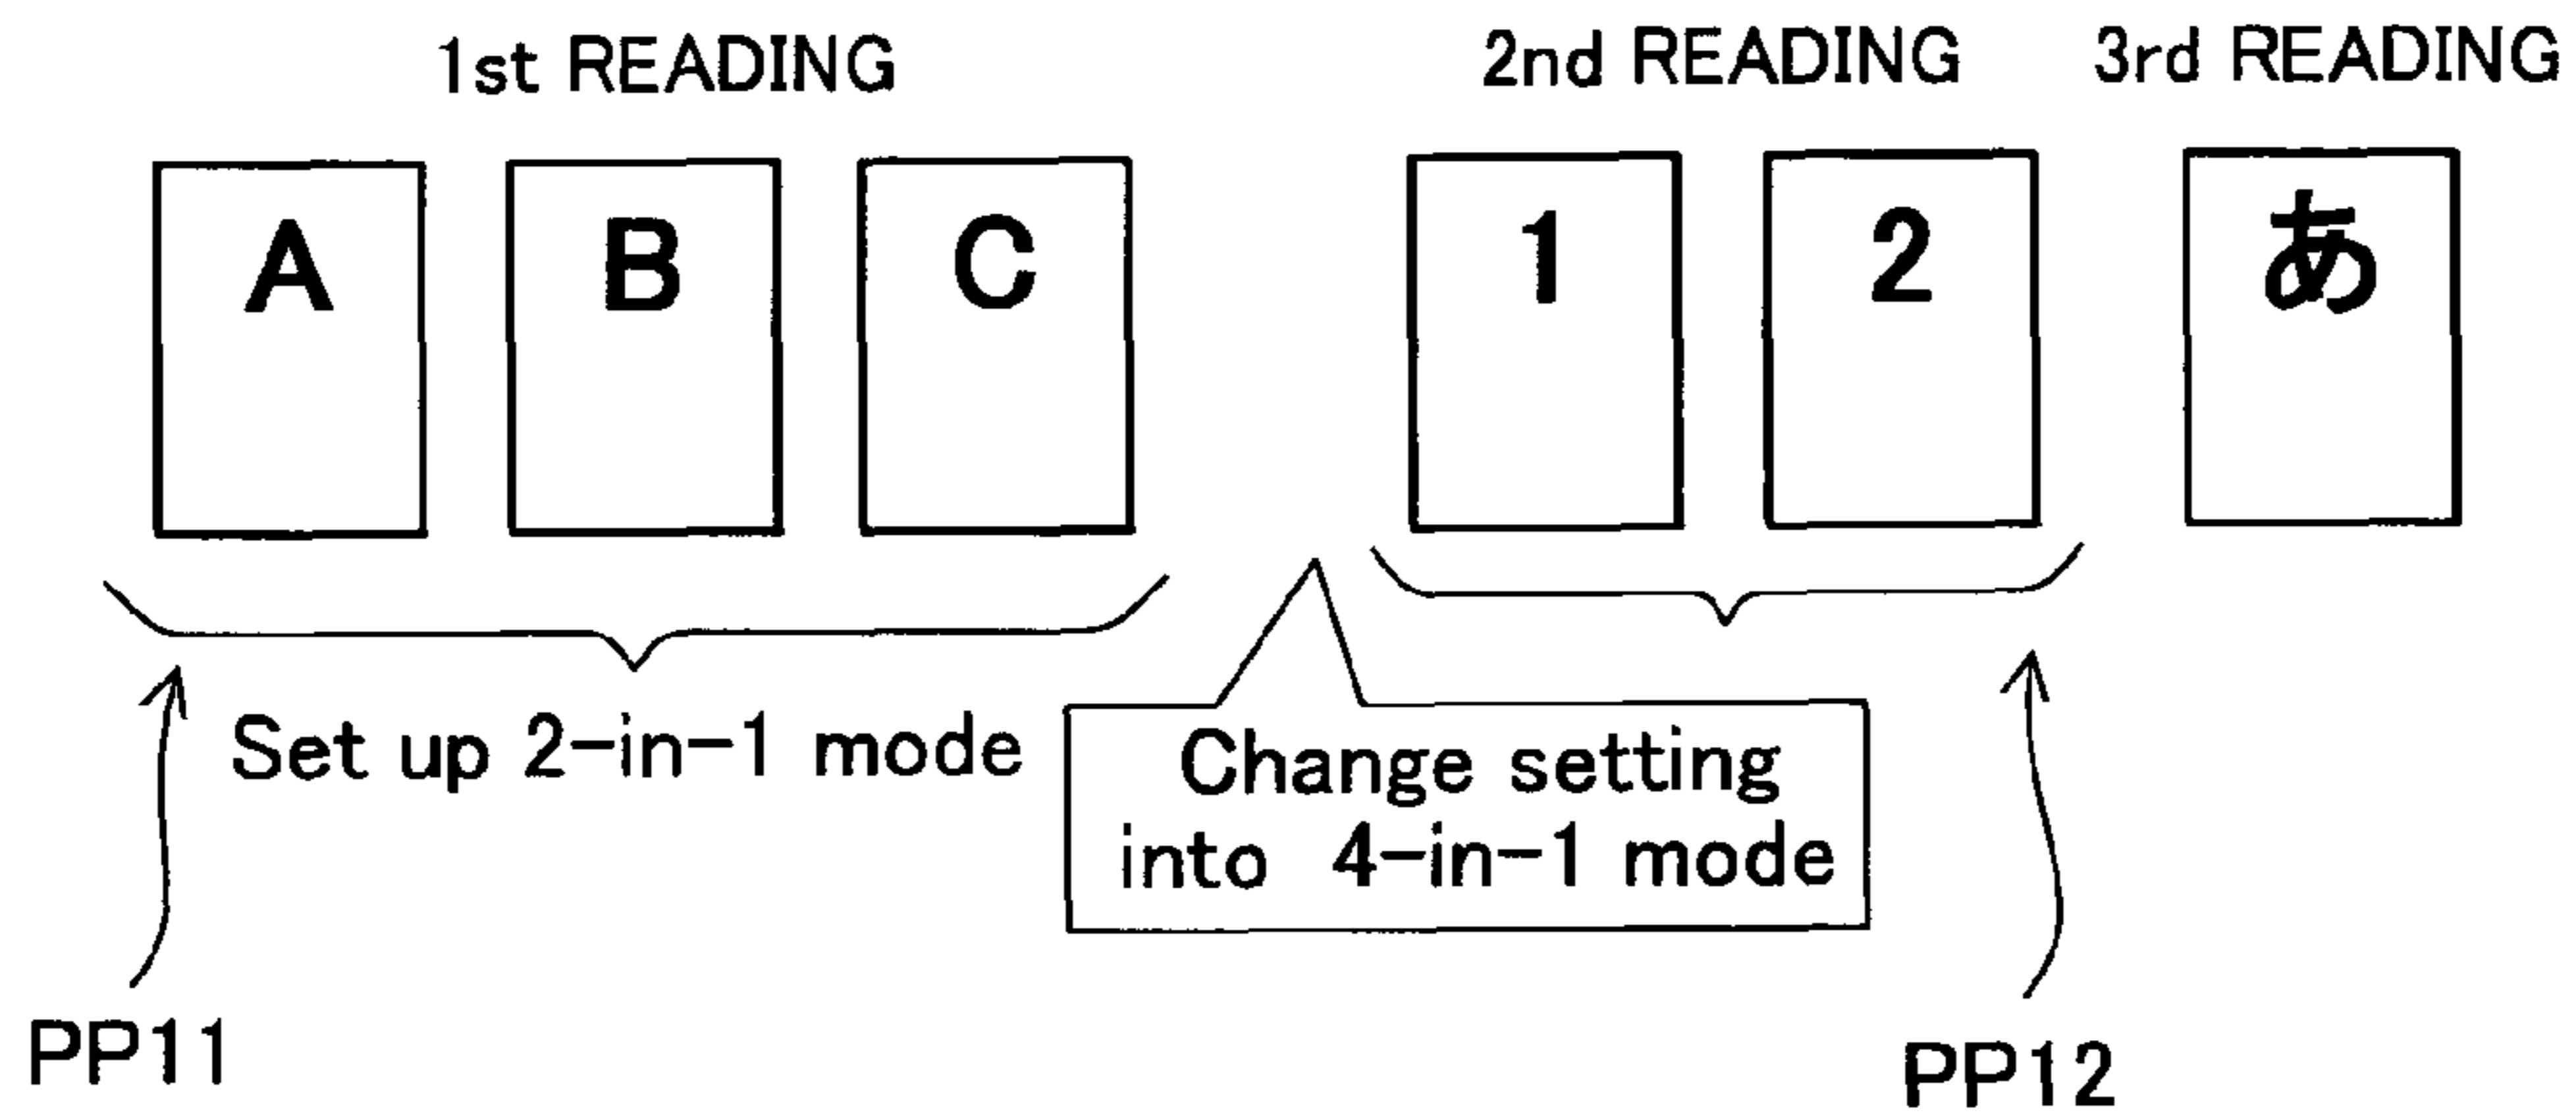 1st READING 2nd READING 3rd READING
A B C 1 2 あ
Set up 2-in-1 mode
Change setting
into 4-in-1 mode
PP11
PP12